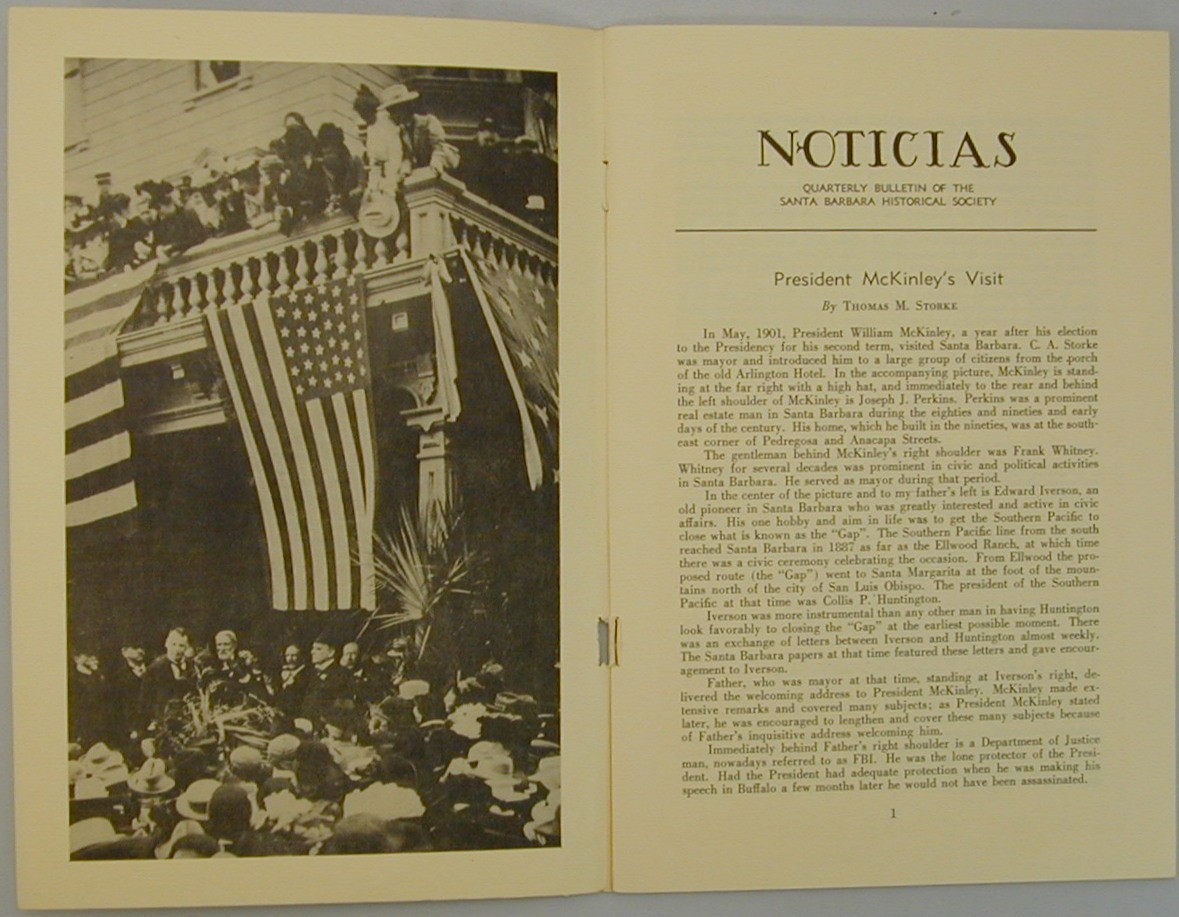 NOTICIAS
QUARTERLY BULLETIN OF THE
SANTA BARBARA HISTORICAL SOCIETY
President McKinley's Visit
By THOMAS M. STORKE
In May, 1901, President William McKinley, a year after his election
to the Presidency for his second term, visited Santa Barbara. C. A. Storke
was mayor and introduced him to a large group of citizens from the porch
of the old Arlington Hotel. In the accompanying picture, McKinley is stand-
ing at the far right with a high hat, and immediately to the rear and behind
the left shoulder of McKinley is Joseph J. Perkins. Perkins was a prominent
real estate man in Santa Barbara during the eighties and nineties and early
days of the century. His home, which he built in the nineties, was at the south-
east corner of Pedregosa and Anacapa Streets.
The gentleman behind McKinley's right shoulder was Frank Whitney.
Whitney for several decades was prominent in civic and political activities
in Santa Barbara. He served as mayor during that period.
In the center of the picture and to my father's left is Edward Iverson, an
old pioneer in Santa Barbara who was greatly interested and active in civic
affairs. His one hobby and aim in life was to get the Southern Pacific to
close what is known as the "Gap". The Southern Pacific line from the south
reached Santa Barbara in 1887 as far as the Ellwood Ranch, at which time
there was a civic ceremony celebrating the occasion. From Ellwood the pro-
posed route (the "Gap") went to Santa Margarita at the foot of the moun-
tains north of the city of San Luis Obispo. The president of the Southern
Pacific at that time was Collis P. Huntington.
Iverson was more instrumental than any other man in having Huntington
look favorably to closing the "Gap" at the earliest possible moment. There
was an exchange of letters between Iverson and Huntington almost weekly.
The Santa Barbara papers at that time featured these letters and gave encour-
agement to Iverson.
Father, who was mayor at that time, standing at Iverson's right, de-
livered the welcoming address to President McKinley. McKinley made ex-
tensive remarks and covered many subjects; as President McKinley stated
later, he was encouraged to lengthen and cover these many subjects because
of Father's inquisitive address welcoming him.
Immediately behind Father's right shoulder is a Department of Justice
man, nowadays referred to as FBI. He was the lone protector of the Presi-
dent. Had the President had adequate protection when he was making his
speech in Buffalo a few months later he would not have been assassinated.
1